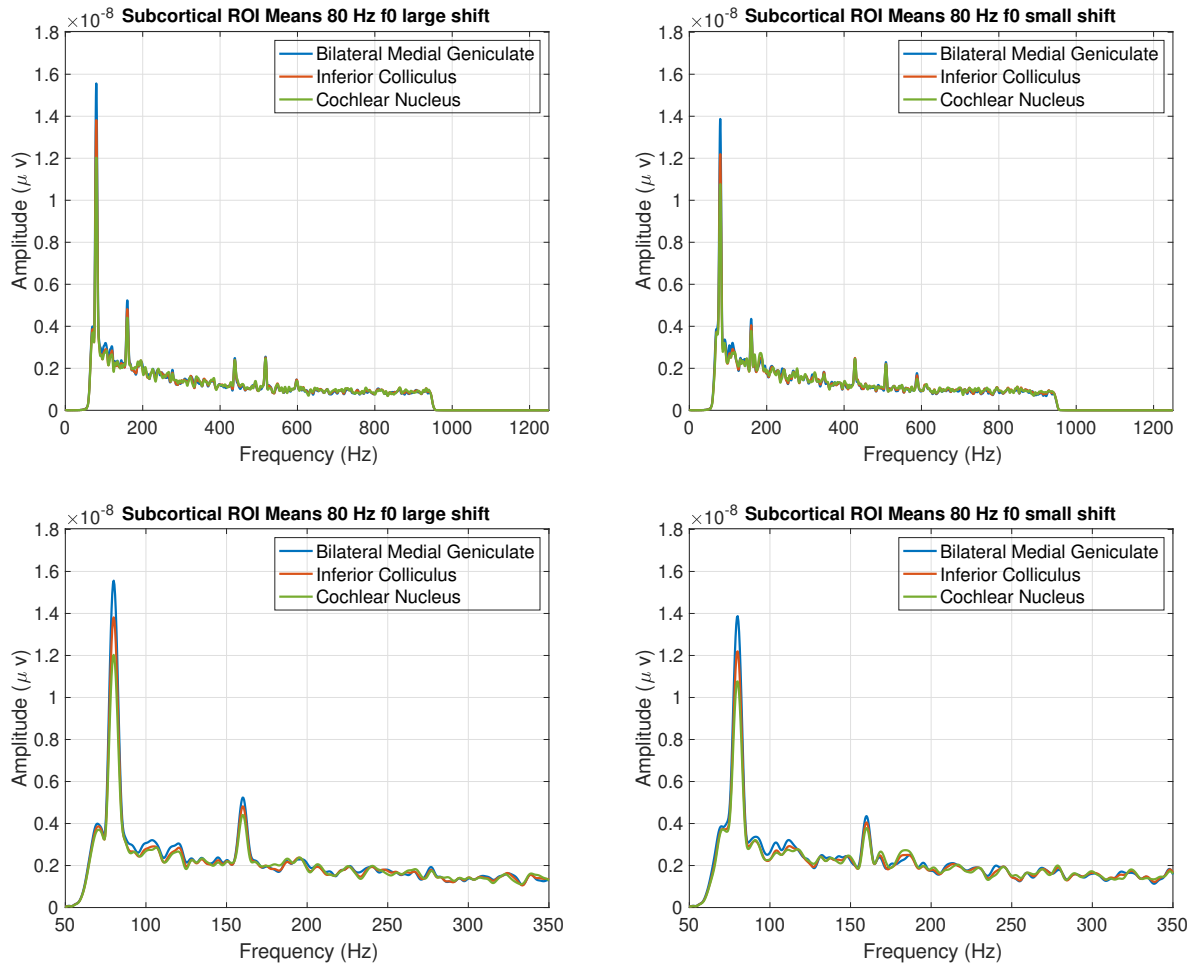 Subcortical ROI Means 80 Hz f0 large shift
×10⁻⁸
1.8
1.6
1.4
1.2
1
0.8
0.6
0.4
0.2
0
Amplitude (μ v)
Bilateral Medial Geniculate
Inferior Colliculus
Cochlear Nucleus
0 200 400 600 800 1000 1200
Frequency (Hz)
Subcortical ROI Means 80 Hz f0 small shift
×10⁻⁸
1.8
1.6
1.4
1.2
1
0.8
0.6
0.4
0.2
0
Amplitude (μ v)
Bilateral Medial Geniculate
Inferior Colliculus
Cochlear Nucleus
0 200 400 600 800 1000 1200
Frequency (Hz)
Subcortical ROI Means 80 Hz f0 large shift
×10⁻⁸
1.8
1.6
1.4
1.2
1
0.8
0.6
0.4
0.2
0
Amplitude (μ v)
Bilateral Medial Geniculate
Inferior Colliculus
Cochlear Nucleus
50 100 150 200 250 300 350
Frequency (Hz)
Subcortical ROI Means 80 Hz f0 small shift
×10⁻⁸
1.8
1.6
1.4
1.2
1
0.8
0.6
0.4
0.2
0
Amplitude (μ v)
Bilateral Medial Geniculate
Inferior Colliculus
Cochlear Nucleus
50 100 150 200 250 300 350
Frequency (Hz)